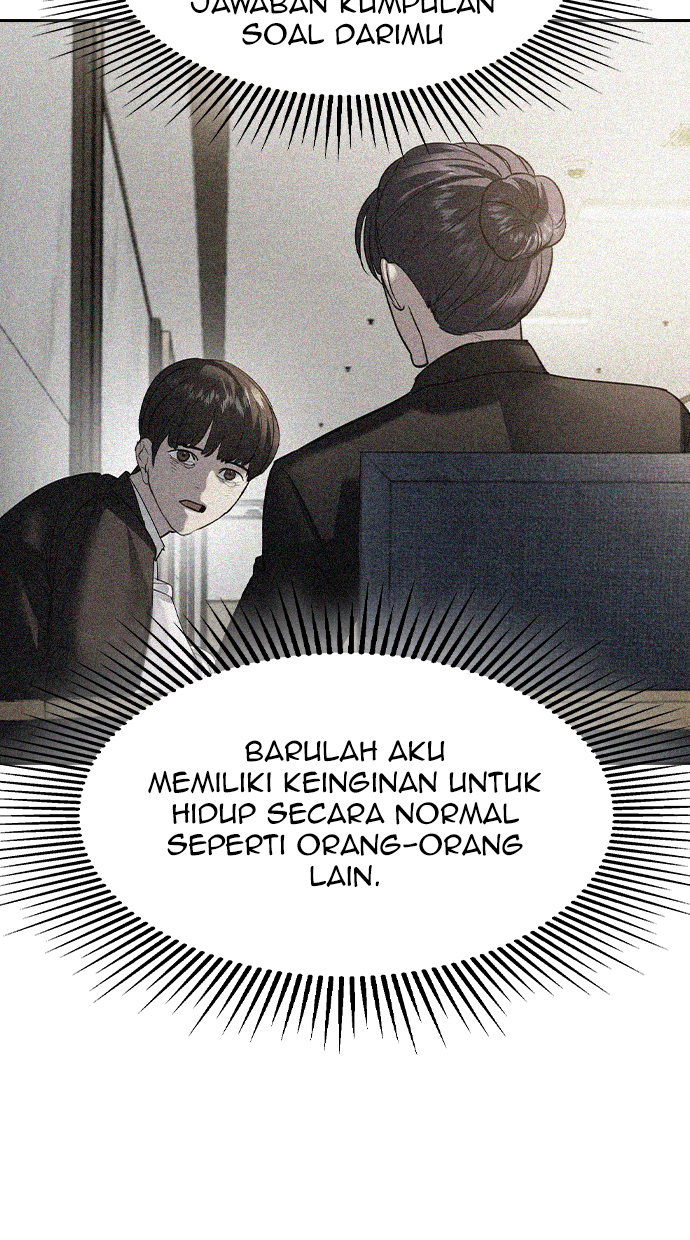 JAWABAN KUMPULAN
SOAL DARIMU
BARULAH AKU
MEMILIKI KEINGINAN UNTUK
HIDUP SECARA NORMAL
SEPERTI ORANG-ORANG
LAIN.